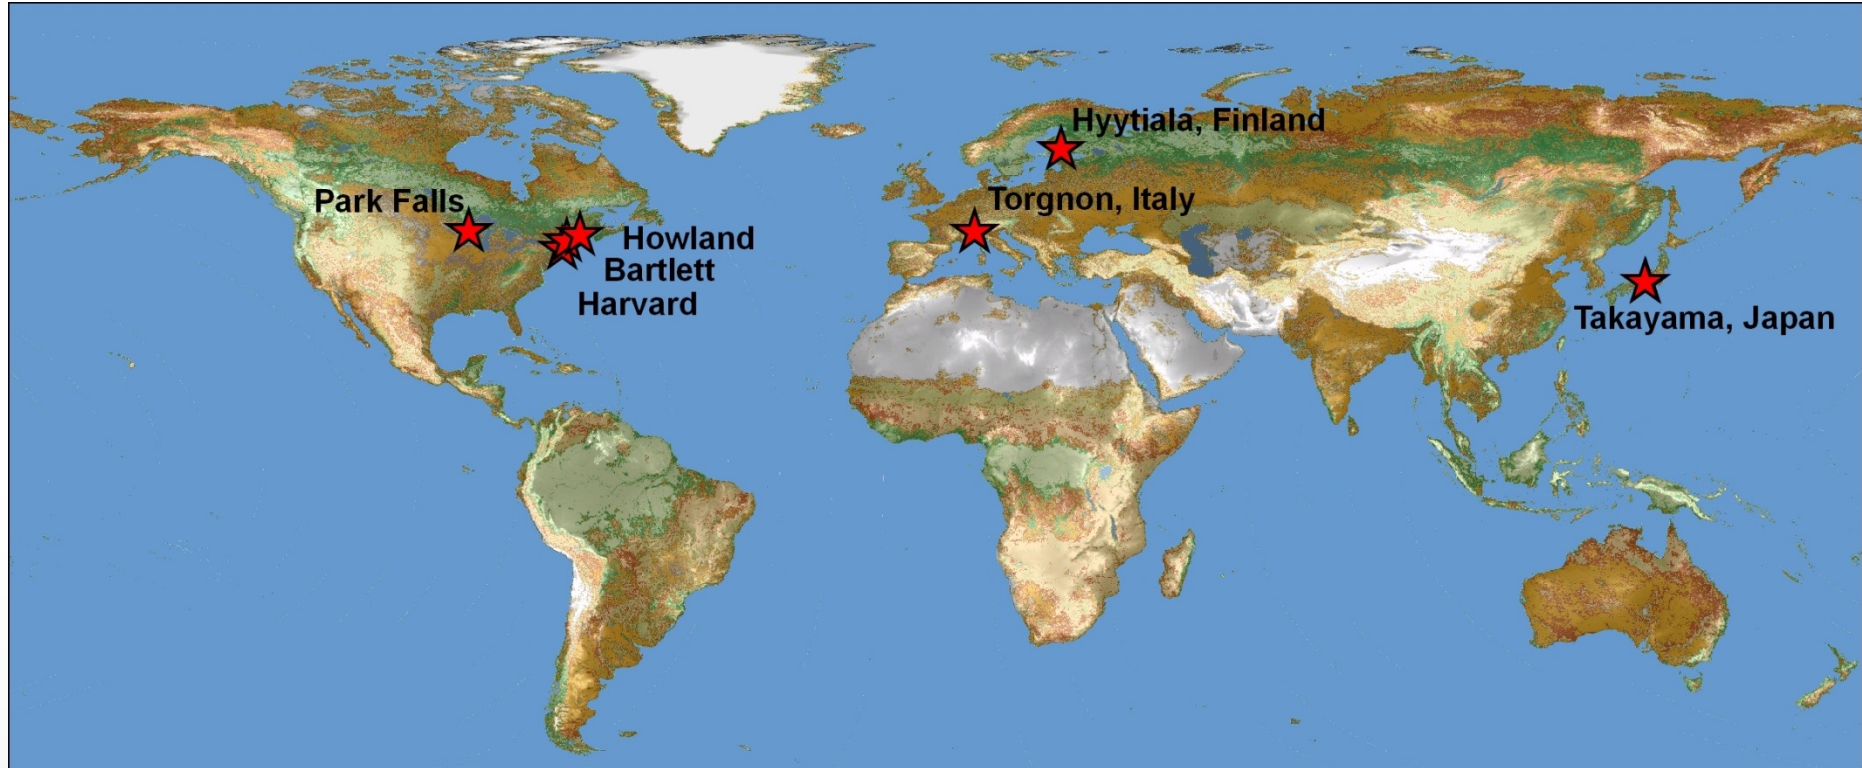 Hyytiala, Finland
Park Falls
Torgnon, Italy
Howland
Bartlett
Harvard
Takayama, Japan